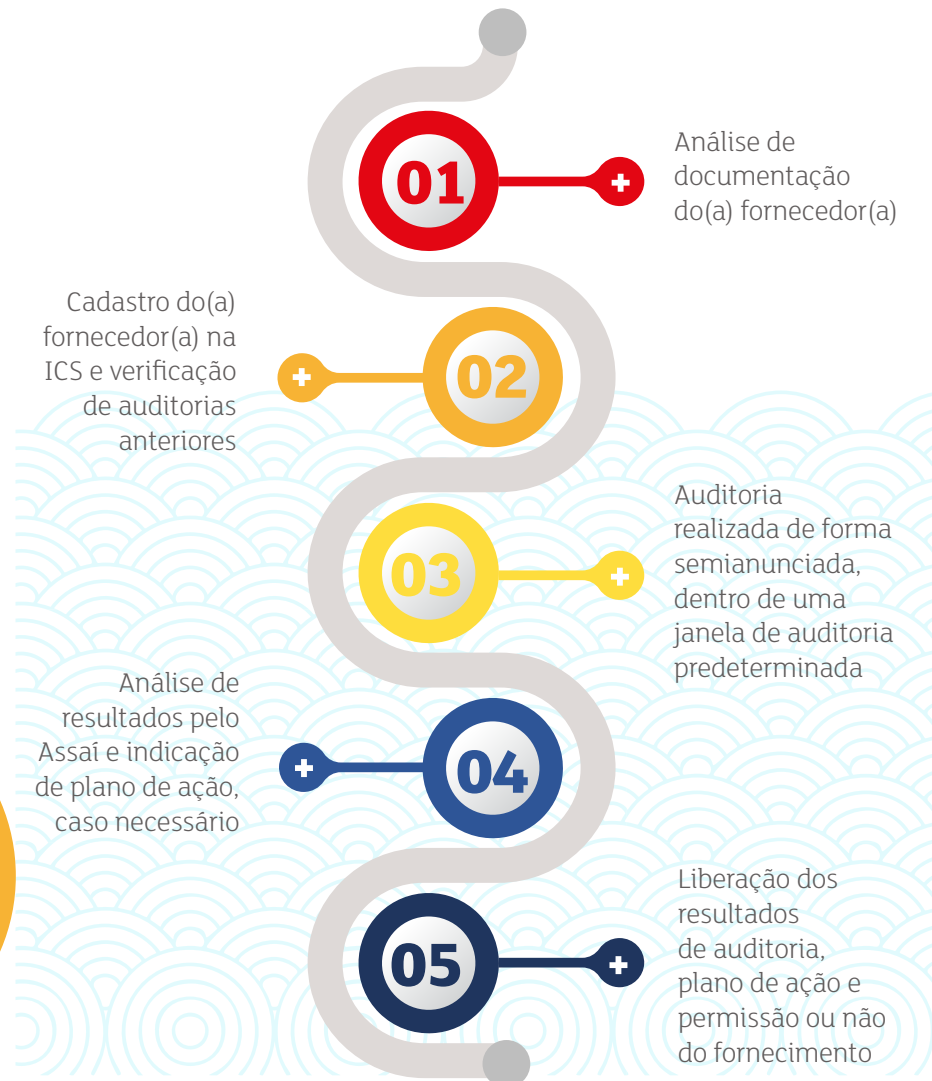 01
Análise de
documentação
do(a) fornecedor(a)
Cadastro do(a)
fornecedor(a) na
ICS e verificação
de auditorias
anteriores
02
03
Auditoria
realizada de forma
semianunciada,
dentro de uma
janela de auditoria
predeterminada
Análise de
resultados pelo
Assaí e indicação
de plano de ação,
caso necessário
04
05
Liberação dos
resultados
de auditoria,
plano de ação e
permissão ou não
do fornecimento